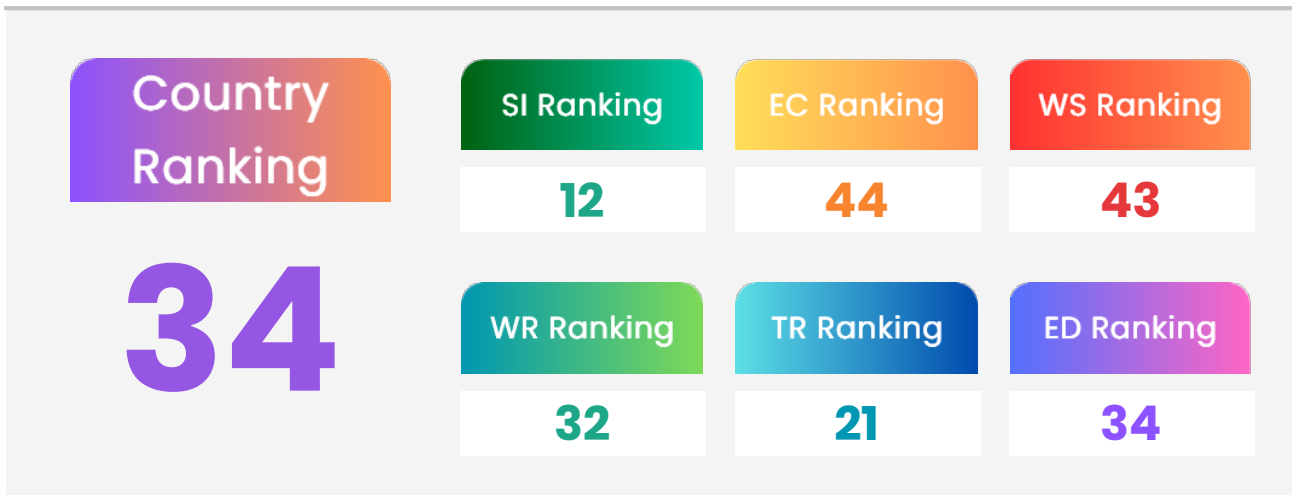 Country
Ranking
34
SI Ranking
EC Ranking
WS Ranking
12
44
43
WR Ranking
TR Ranking
ED Ranking
32
21
34